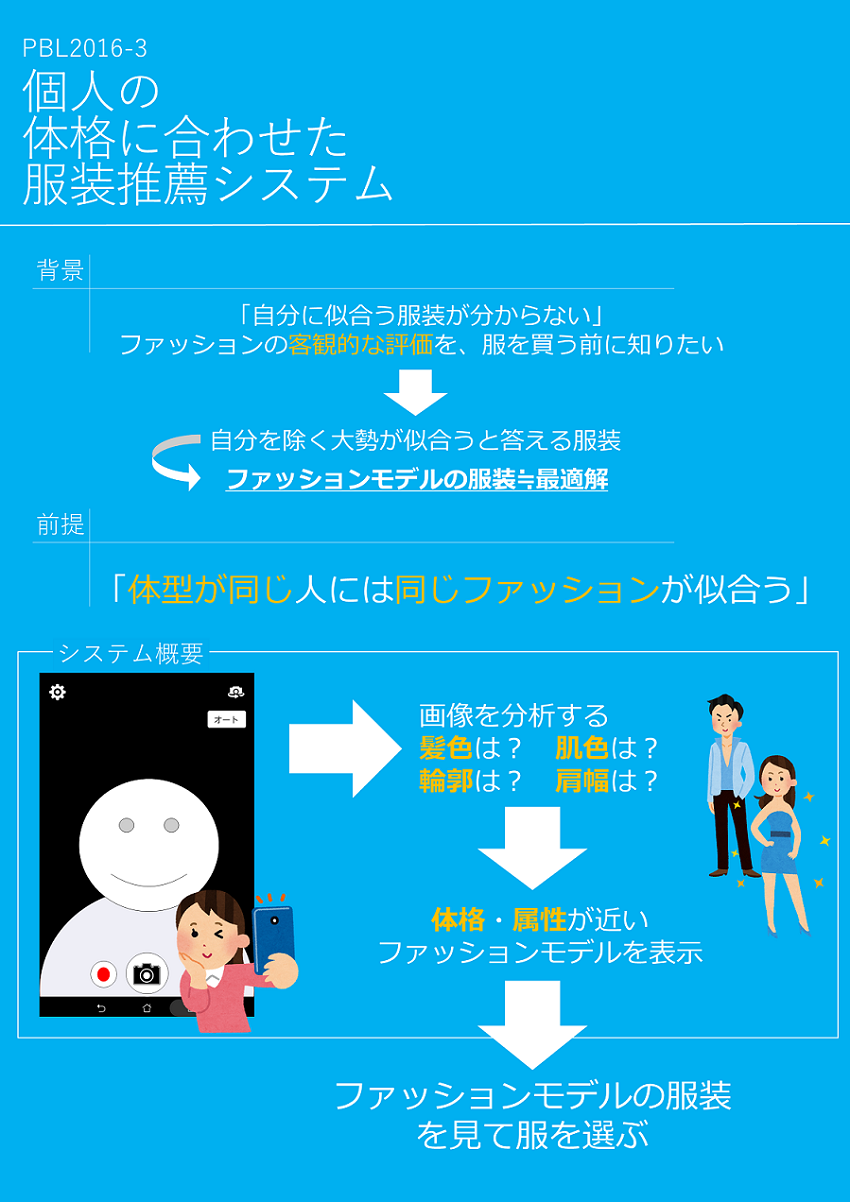 PBL2016-3
個人の
体格に合わせた
服装推薦システム
背景
「自分に似合う服装が分からない」
ファッションの客観的な評価を、服を買う前に知りたい
自分を除く大勢が似合うと答える服装
ファッションモデルの服装≒最適解
前提
「体型が同じ人には同じファッションが似合う」
システム概要
オート
画像を分析する
髪色は？ 肌色は？
輪郭は？ 肩幅は？
体格・属性が近い
ファッションモデルを表示
ファッションモデルの服装
を見て服を選ぶ